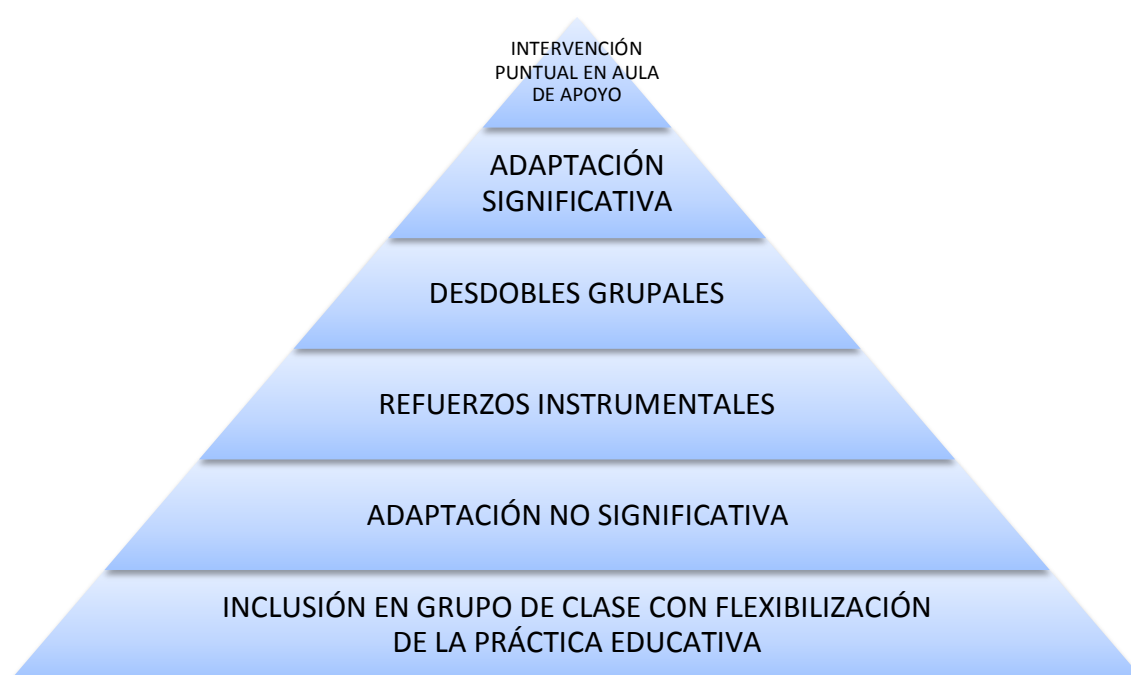 INTERVENCIÓN
PUNTUAL EN AULA
DE APOYO
ADAPTACIÓN
SIGNIFICATIVA
DESDOBLES GRUPALES
REFUERZOS INSTRUMENTALES
ADAPTACIÓN NO SIGNIFICATIVA
INCLUSIÓN EN GRUPO DE CLASE CON FLEXIBILIZACIÓN
DE LA PRÁCTICA EDUCATIVA